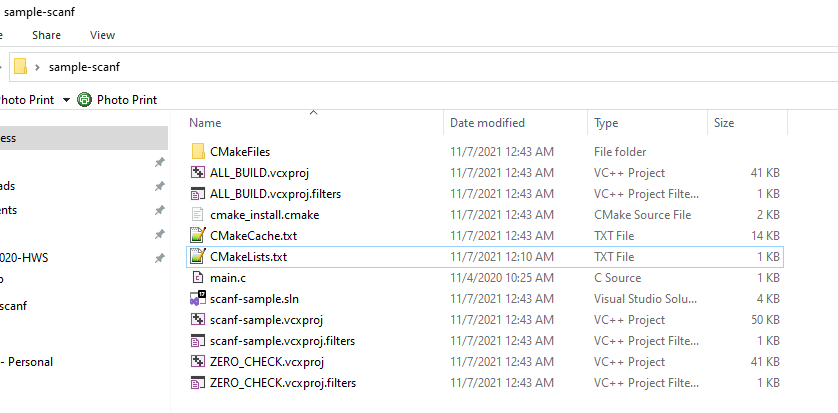 sample-scanf
Share View
sample-scanf
Photo Print Photo Print
Name Date modified Type Size
CMakeFiles 11/7/2021 12:43 AM File folder
ALL_BUILD.vcxproj 11/7/2021 12:43 AM VC++ Project 41 KB
ALL_BUILD.vcxproj.filters 11/7/2021 12:43 AM VC++ Project Filte... 1 KB
cmake_install.cmake 11/7/2021 12:43 AM CMake Source File 2 KB
CMakeCache.txt 11/7/2021 12:43 AM TXT File 14 KB
CMakeLists.txt 11/7/2021 12:10 AM TXT File 1 KB
main.c 11/4/2020 10:25 AM C Source 1 KB
scanf-sample.sln 11/7/2021 12:43 AM Visual Studio Solu... 4 KB
scanf-sample.vcxproj 11/7/2021 12:43 AM VC++ Project 50 KB
scanf-sample.vcxproj.filters 11/7/2021 12:43 AM VC++ Project Filte... 1 KB
ZERO_CHECK.vcxproj 11/7/2021 12:43 AM VC++ Project 41 KB
ZERO_CHECK.vcxproj.filters 11/7/2021 12:43 AM VC++ Project Filte... 1 KB
ess
ads
ents
020-HWS
scanf
- Personal